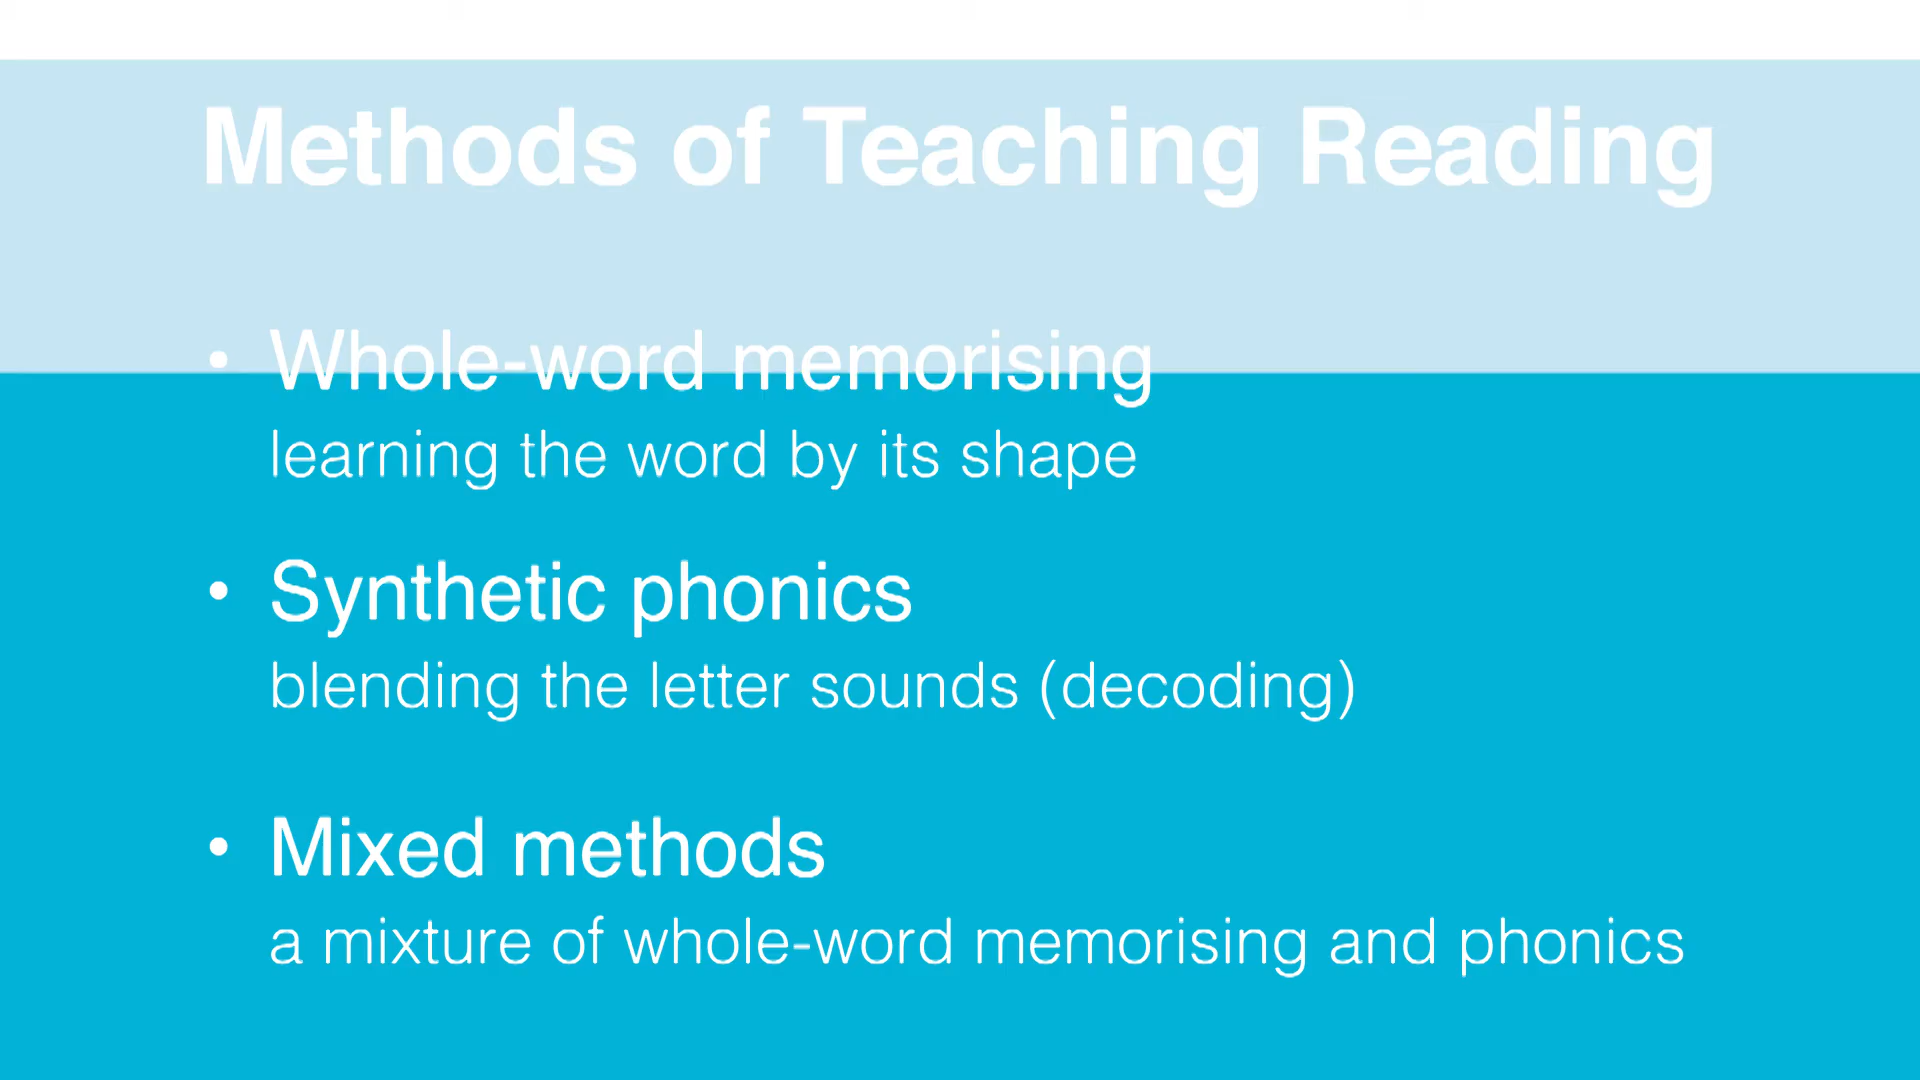 Methods of Teaching Reading
• Whole-word memorising
learning the word by its shape
• Synthetic phonics
blending the letter sounds (decoding)
• Mixed methods
a mixture of whole-word memorising and phonics